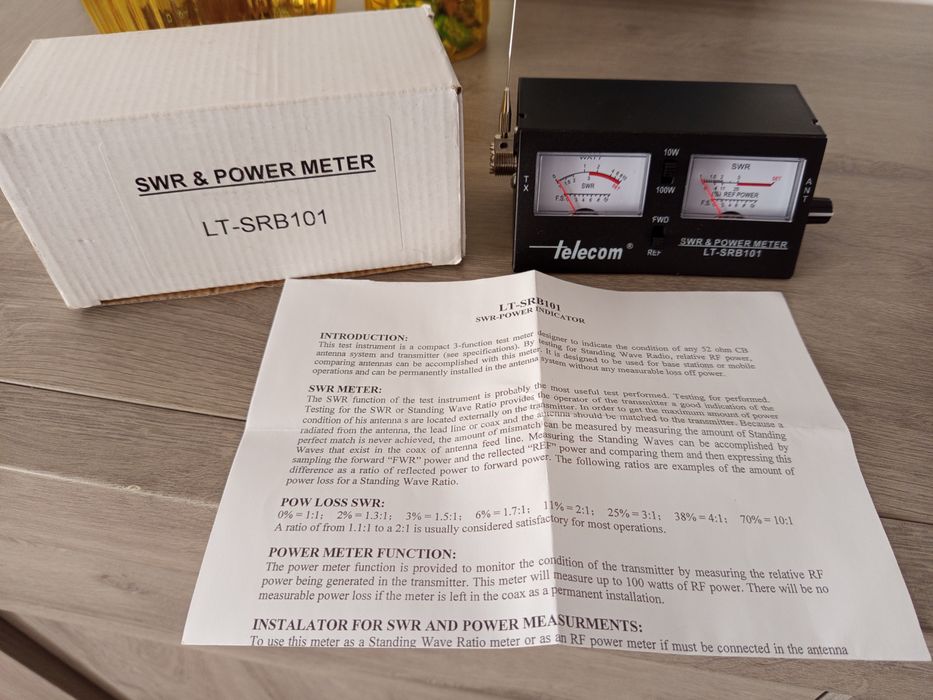 SWR & POWER METER
LT-SRB101
WATT
SWR
SET
F.S.
TX
10W
100W
FWD
REF
SWR
SET
REF POWER
F.S.
ANT
Telecom®
SWR & POWER METER
LT-SRB101
LT-SRB101
SWR-POWER INDICATOR
INTRODUCTION:
This test instrument is a compact 3-function test meter designer to indicate the condition of any 52 ohm CB
antenna system and transmitter (see specifications). By testing for Standing Wave Radio, relative RF power,
comparing antennas can be accomplished with this meter. It is designed to be used for base stations or mobile
operations and can be permanently installed in the antenna system without any measurable loss off power.
SWR METER:
The SWR function of the test instrument is probably the most useful test performed. Testing for performed.
Testing for the SWR or Standing Wave Ratio provides the operator of the transmitter a good indication of the
condition of his antenna s are located externally on the transmitter. In order to get the maximum amount of power
radiated from the antenna, the lead line or coax and the antenna should be matched to the transmitter. Because a
perfect match is never achieved, the amount of mismatch can be measured by measuring the amount of Standing
Waves that exist in the coax of antenna feed line. Measuring the Standing Waves can be accomplished by
sampling the forward “FWR” power and the rellected “REF” power and comparing them and then expressing this
difference as a ratio of reflected power to forward power. The following ratios are examples of the amount of
power loss for a Standing Wave Ratio.
POW LOSS SWR:
0% = 1:1; 2% = 1.3:1; 3% = 1.5:1; 6% = 1.7:1; 11% = 2:1; 25% = 3:1; 38% = 4:1; 70% = 10:1
A ratio of from 1.1:1 to a 2:1 is usually considered satisfactory for most operations.
POWER METER FUNCTION:
The power meter function is provided to monitor the condition of the transmitter by measuring the relative RF
power being generated in the transmitter. This meter will measure up to 100 watts of RF power. There will be no
measurable power loss if the meter is left in the coax as a permanent installation.
INSTALATOR FOR SWR AND POWER MEASURMENTS:
To use this meter as a Standing Wave Ratio meter or as an RF power meter if must be connected in the antenna